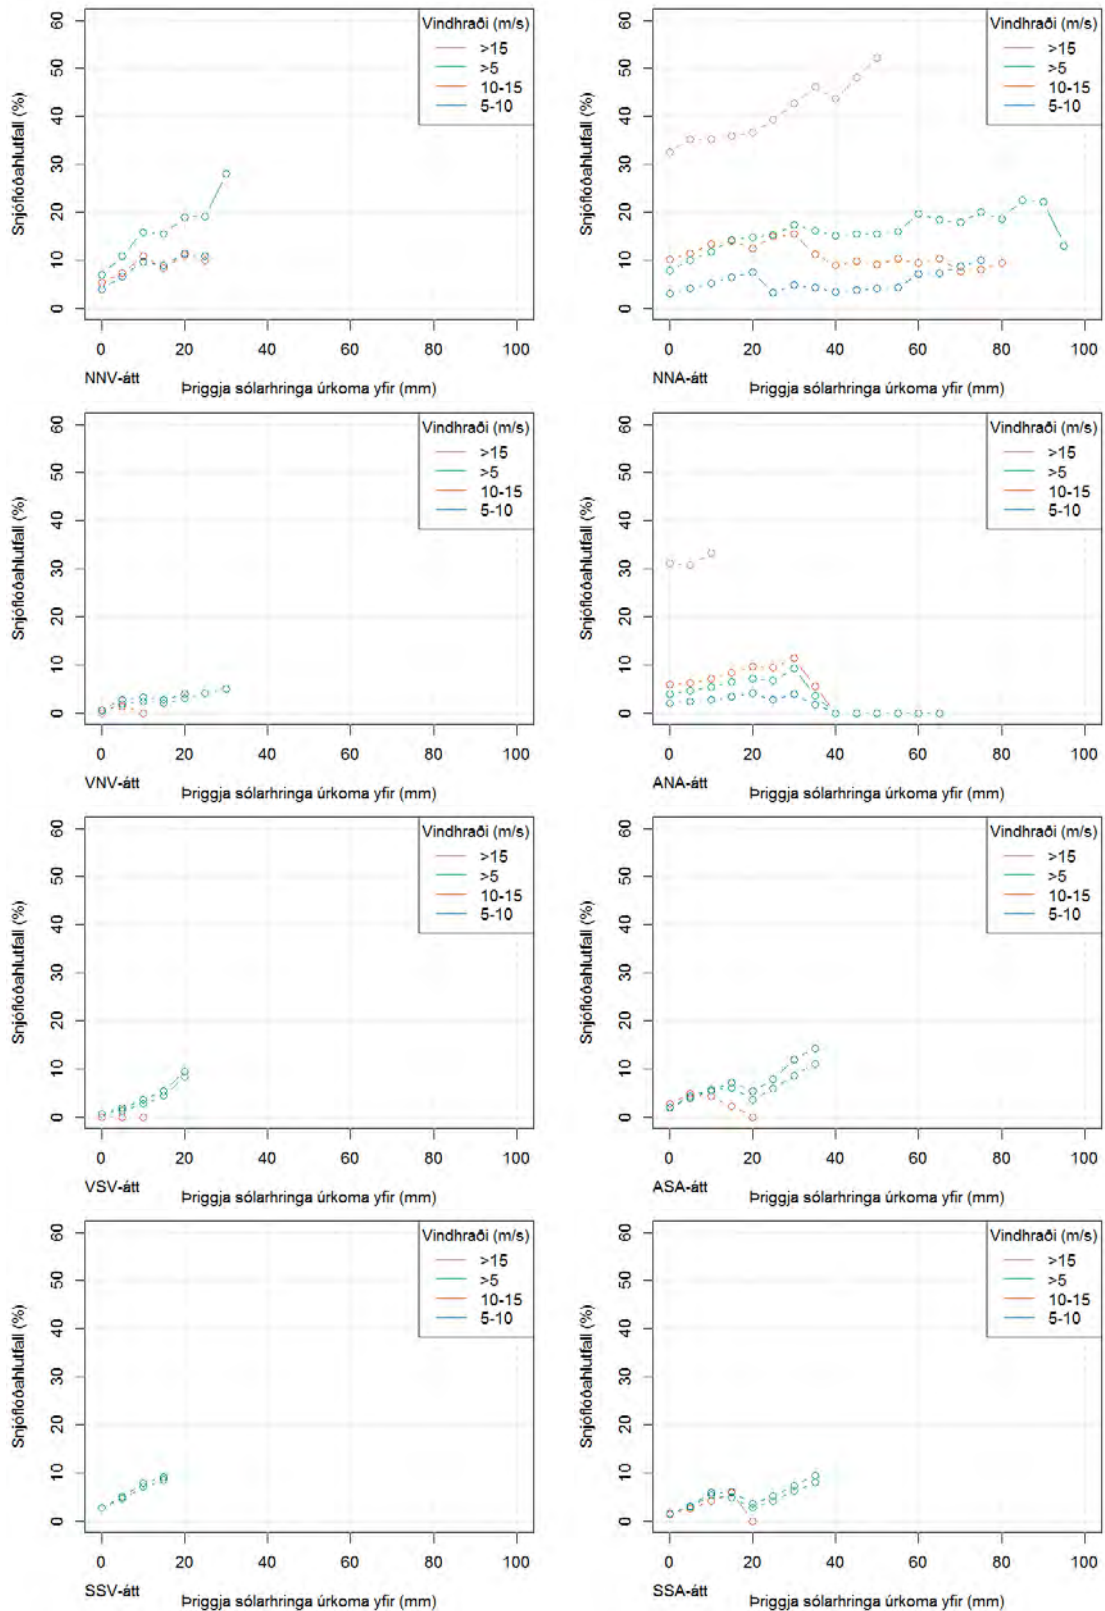 Snjóflóðahlutfall (%)
60
50
40
30
20
10
0
Vindhraði (m/s)
>15
>5
10-15
5-10
0 20 40 60 80 100
NNV-átt
Þriggja sólarhringa úrkoma yfir (mm)
Snjóflóðahlutfall (%)
60
50
40
30
20
10
0
Vindhraði (m/s)
>15
>5
10-15
5-10
0 20 40 60 80 100
NNA-átt
Þriggja sólarhringa úrkoma yfir (mm)
Snjóflóðahlutfall (%)
60
50
40
30
20
10
0
Vindhraði (m/s)
>15
>5
10-15
5-10
0 20 40 60 80 100
VNV-átt
Þriggja sólarhringa úrkoma yfir (mm)
Snjóflóðahlutfall (%)
60
50
40
30
20
10
0
Vindhraði (m/s)
>15
>5
10-15
5-10
0 20 40 60 80 100
ANA-átt
Þriggja sólarhringa úrkoma yfir (mm)
Snjóflóðahlutfall (%)
60
50
40
30
20
10
0
Vindhraði (m/s)
>15
>5
10-15
5-10
0 20 40 60 80 100
VSV-átt
Þriggja sólarhringa úrkoma yfir (mm)
Snjóflóðahlutfall (%)
60
50
40
30
20
10
0
Vindhraði (m/s)
>15
>5
10-15
5-10
0 20 40 60 80 100
ASA-átt
Þriggja sólarhringa úrkoma yfir (mm)
Snjóflóðahlutfall (%)
60
50
40
30
20
10
0
Vindhraði (m/s)
>15
>5
10-15
5-10
0 20 40 60 80 100
SSV-átt
Þriggja sólarhringa úrkoma yfir (mm)
Snjóflóðahlutfall (%)
60
50
40
30
20
10
0
Vindhraði (m/s)
>15
>5
10-15
5-10
0 20 40 60 80 100
SSA-átt
Þriggja sólarhringa úrkoma yfir (mm)